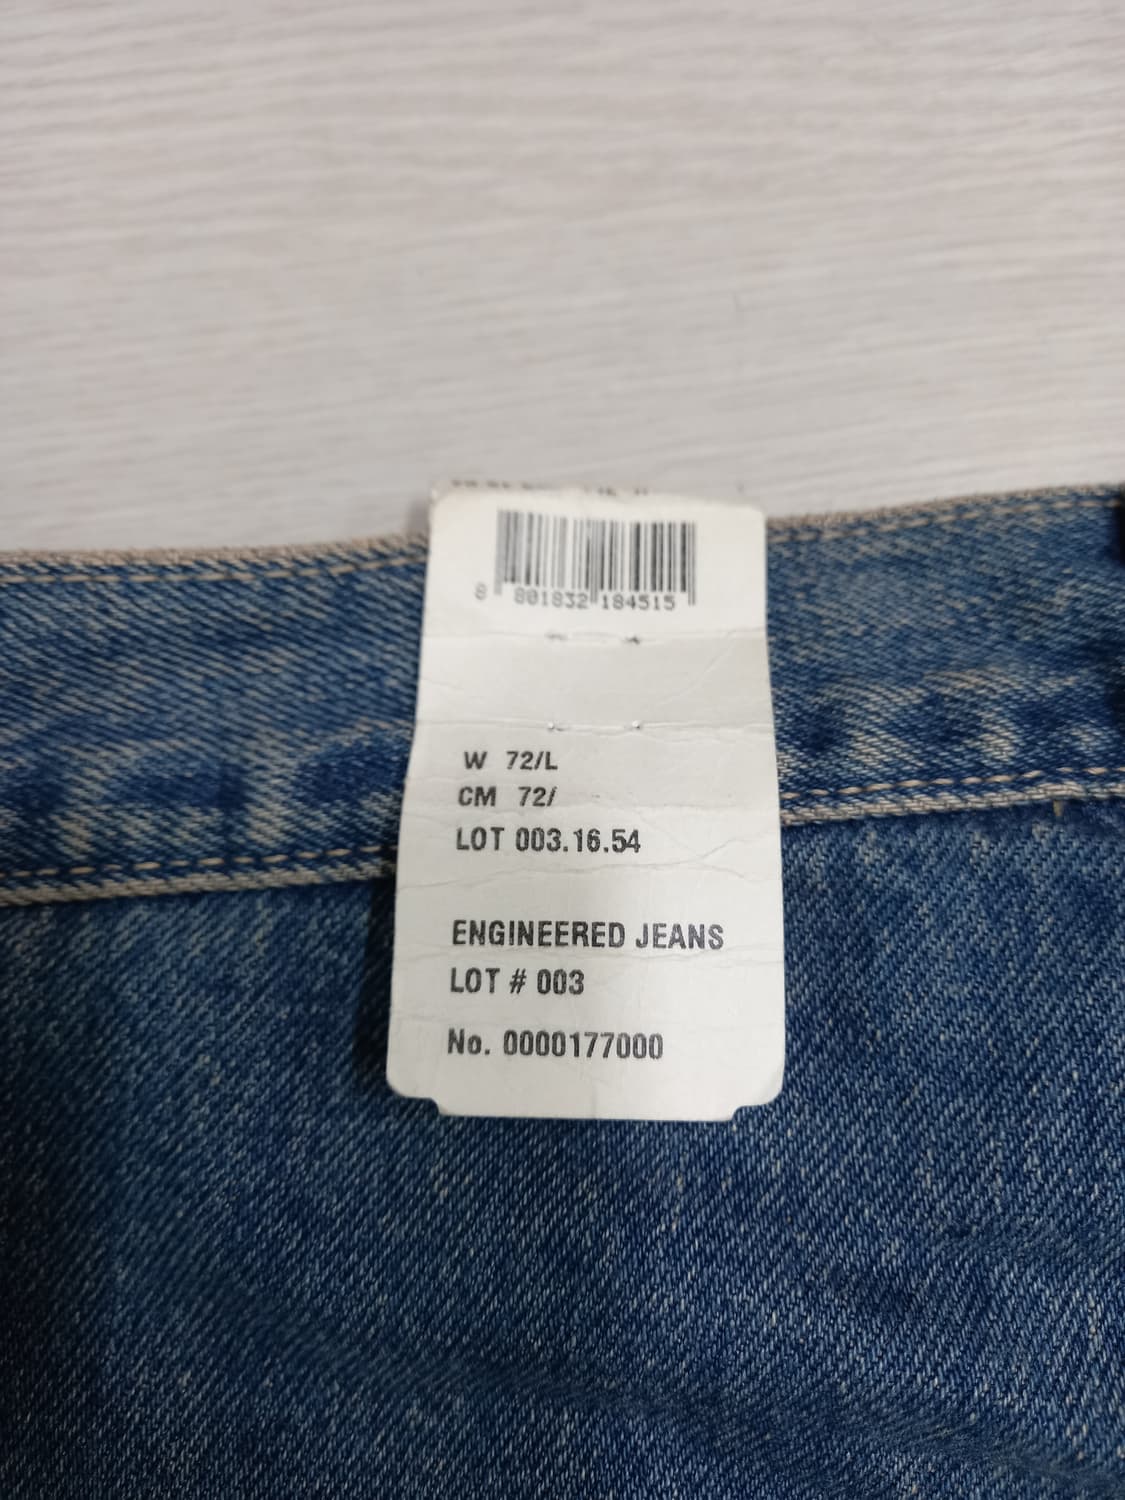 8 801832 184515
W 72/L
CM 72/
LOT 003.16.54
ENGINEERED JEANS
LOT # 003
No. 0000177000